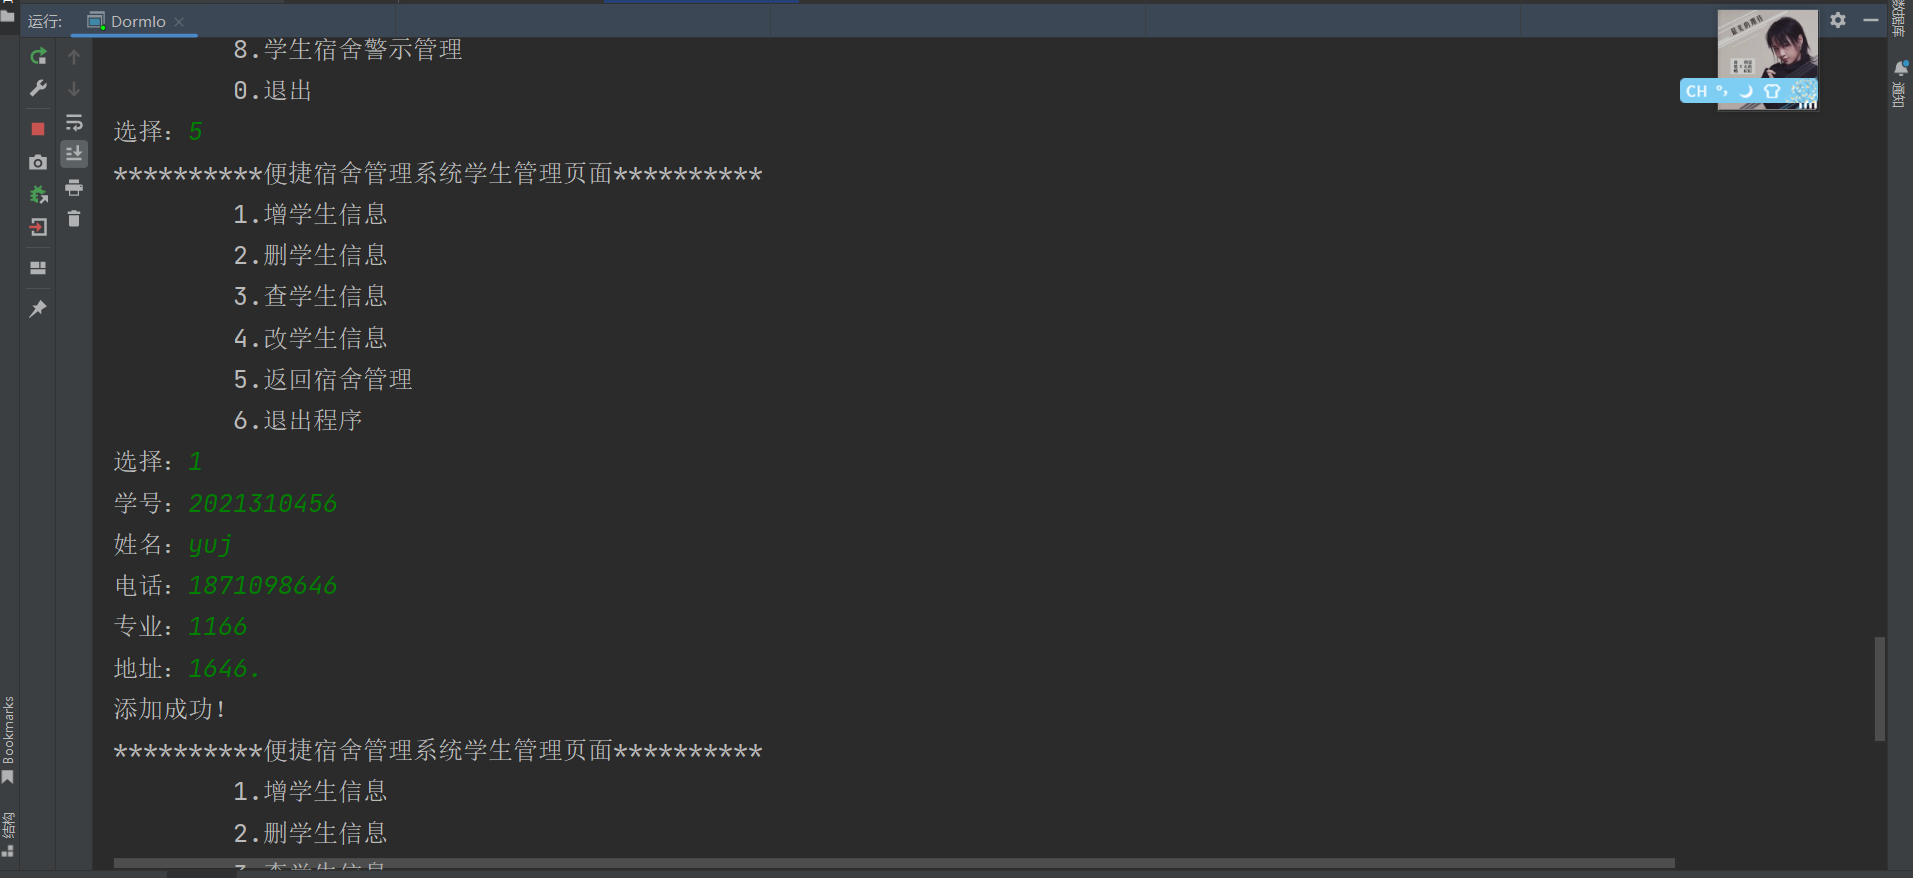 运行:
DormIo
8.学生宿舍警示管理
0.退出
选择：5
**********便捷宿舍管理系统学生管理页面**********
1.增学生信息
2.删学生信息
3.查学生信息
4.改学生信息
5.返回宿舍管理
6.退出程序
选择：1
学号：2021310456
姓名：yuj
电话：1871098646
专业：1166
地址：1646.
添加成功!
**********便捷宿舍管理系统学生管理页面**********
1.增学生信息
2.删学生信息
3.查学生信息
CH
数据库
通知
Bookmarks
结构